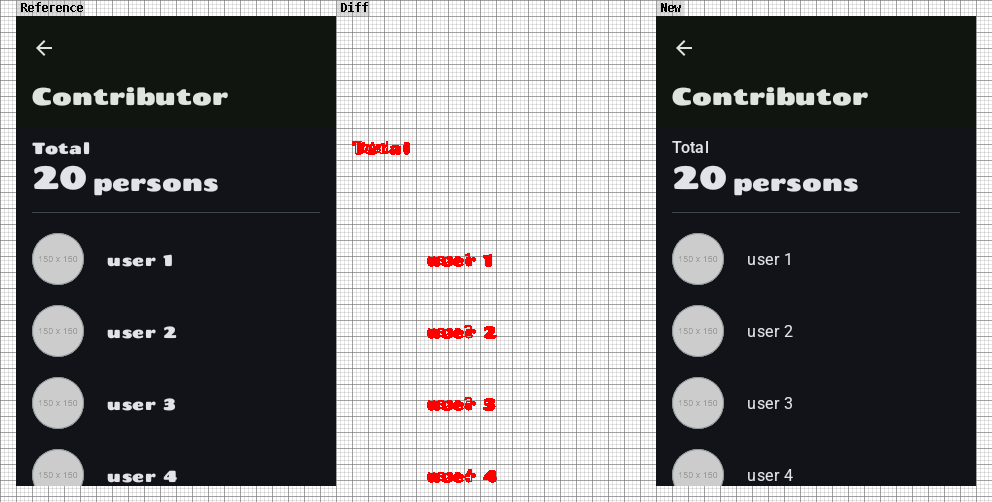 Reference Diff New
Contributor
Total
20 persons
150 x 150 user 1
150 x 150 user 2
150 x 150 user 3
150 x 150 user 4
Total
user 1
user 2
user 3
user 4
Contributor
Total
20 persons
150 x 150 user 1
150 x 150 user 2
150 x 150 user 3
150 x 150 user 4